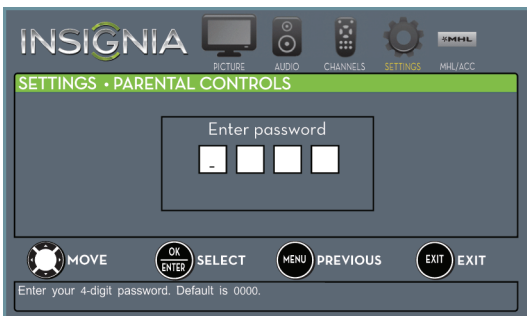 INSIGNIA
PICTURE AUDIO CHANNELS SETTINGS MHL MHL/ACC
SETTINGS • PARENTAL CONTROLS
Enter password
_
MOVE OK ENTER SELECT MENU PREVIOUS EXIT EXIT
Enter your 4-digit password. Default is 0000.